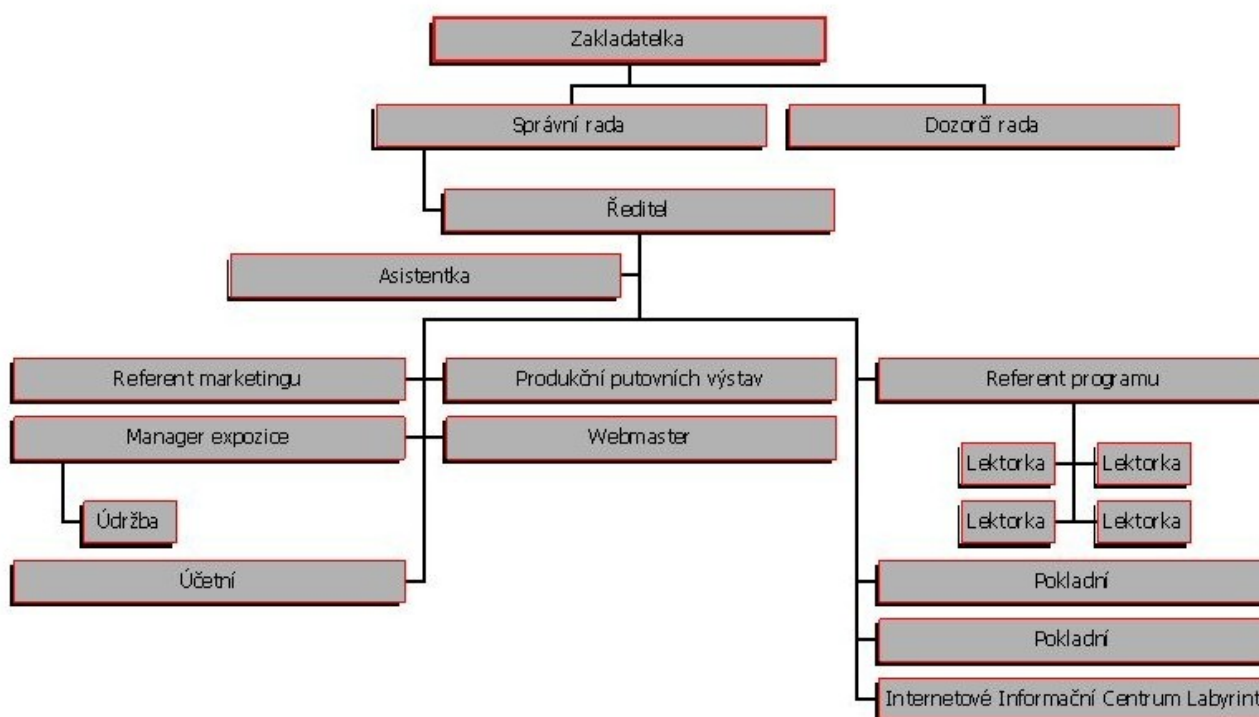 Zakladatelka
Správní rada
Dozorčí rada
Ředitel
Asistentka
Referent marketingu
Produkční putovních výstav
Referent programu
Manager expozice
Webmaster
Lektorka
Lektorka
Údržba
Lektorka
Lektorka
Účetní
Pokladní
Pokladní
Internetové Informační Centrum Labyrint